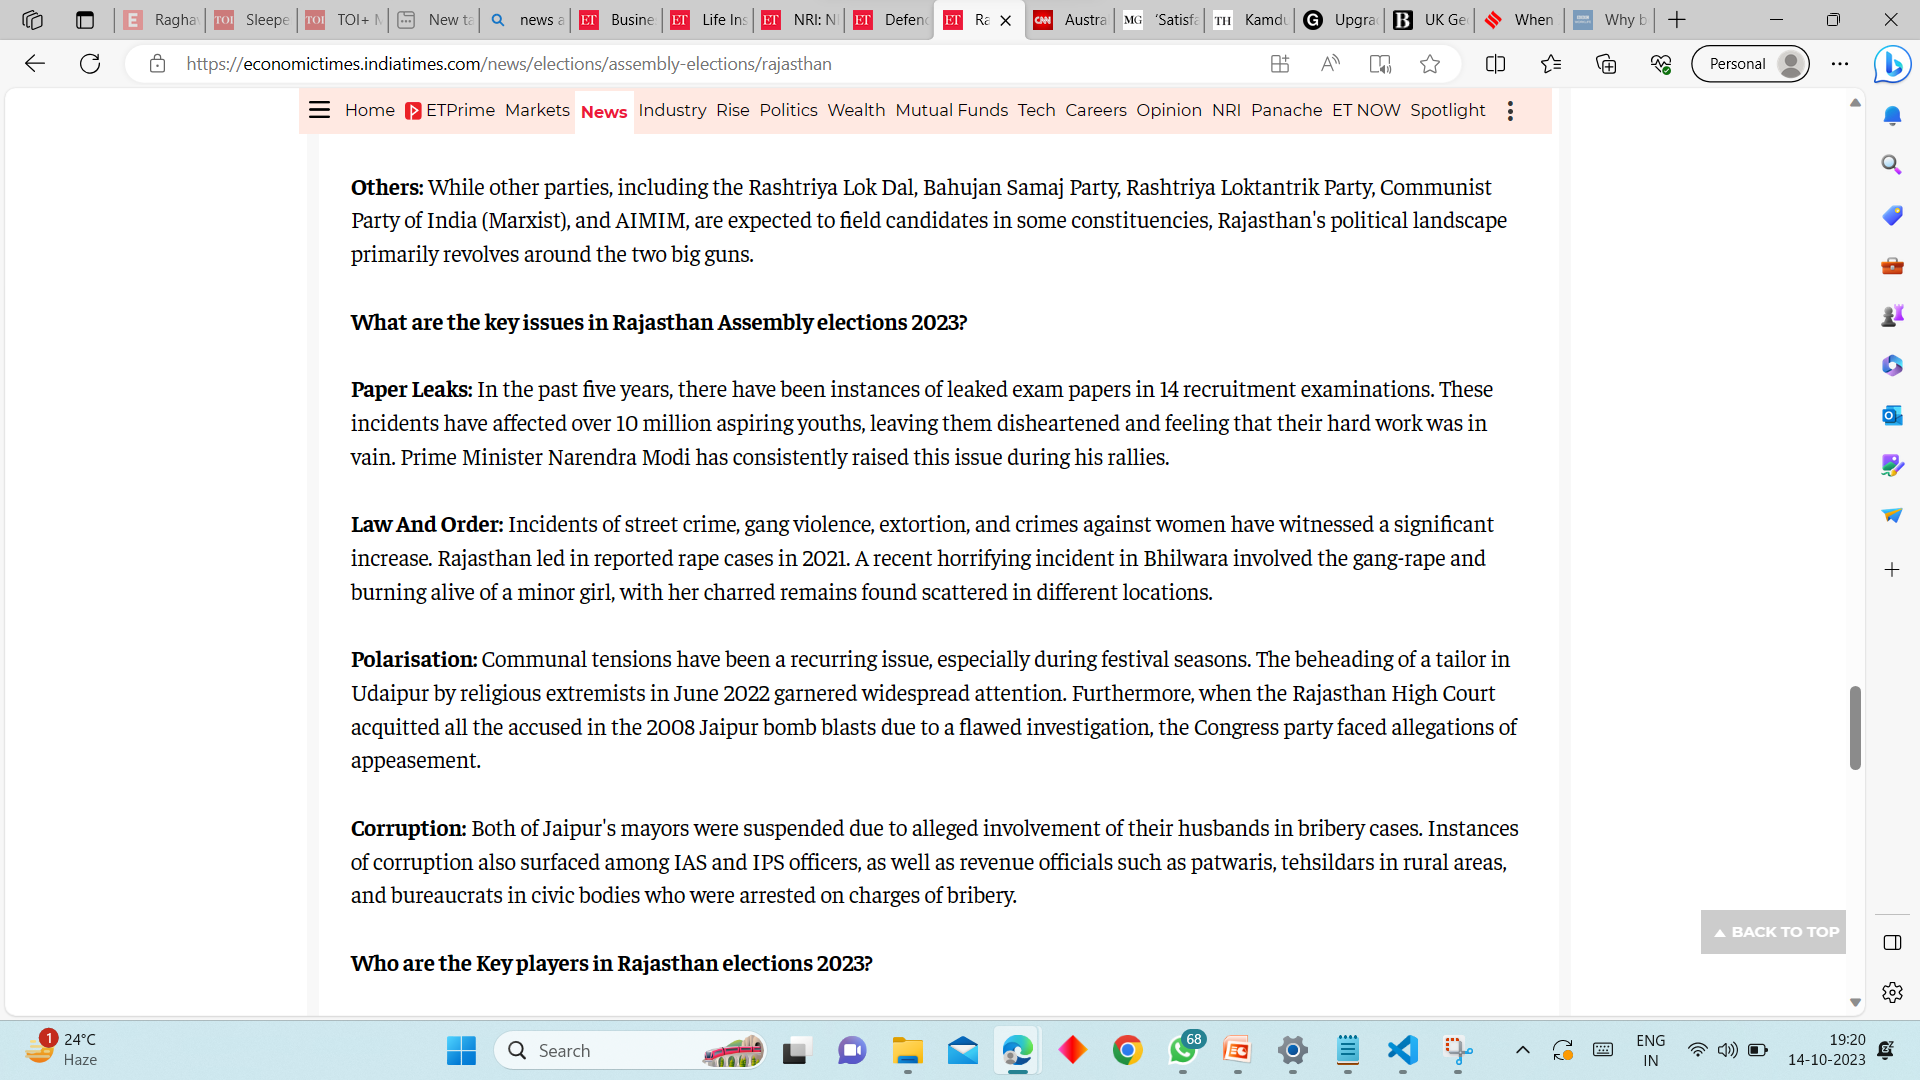 Ragha
Sleepe
TOI+ M
New ta
news a
Busine
Life Ins
NRI: N
Defenc
Ra
Austra
'Satisfa
Kamdu
Upgra
UK Ge
When
Why b
https://economictimes.indiatimes.com/news/elections/assembly-elections/rajasthan
Personal
Home ETPrime Markets News Industry Rise Politics Wealth Mutual Funds Tech Careers Opinion NRI Panache ET NOW Spotlight
Others: While other parties, including the Rashtriya Lok Dal, Bahujan Samaj Party, Rashtriya Loktantrik Party, Communist
Party of India (Marxist), and AIMIM, are expected to field candidates in some constituencies, Rajasthan's political landscape
primarily revolves around the two big guns.
What are the key issues in Rajasthan Assembly elections 2023?
Paper Leaks: In the past five years, there have been instances of leaked exam papers in 14 recruitment examinations. These
incidents have affected over 10 million aspiring youths, leaving them disheartened and feeling that their hard work was in
vain. Prime Minister Narendra Modi has consistently raised this issue during his rallies.
Law And Order: Incidents of street crime, gang violence, extortion, and crimes against women have witnessed a significant
increase. Rajasthan led in reported rape cases in 2021. A recent horrifying incident in Bhilwara involved the gang-rape and
burning alive of a minor girl, with her charred remains found scattered in different locations.
Polarisation: Communal tensions have been a recurring issue, especially during festival seasons. The beheading of a tailor in
Udaipur by religious extremists in June 2022 garnered widespread attention. Furthermore, when the Rajasthan High Court
acquitted all the accused in the 2008 Jaipur bomb blasts due to a flawed investigation, the Congress party faced allegations of
appeasement.
Corruption: Both of Jaipur's mayors were suspended due to alleged involvement of their husbands in bribery cases. Instances
of corruption also surfaced among IAS and IPS officers, as well as revenue officials such as patwaris, tehsildars in rural areas,
and bureaucrats in civic bodies who were arrested on charges of bribery.
BACK TO TOP
Who are the Key players in Rajasthan elections 2023?
1
24°C
Haze
Search
68
ENG
IN
19:20
14-10-2023